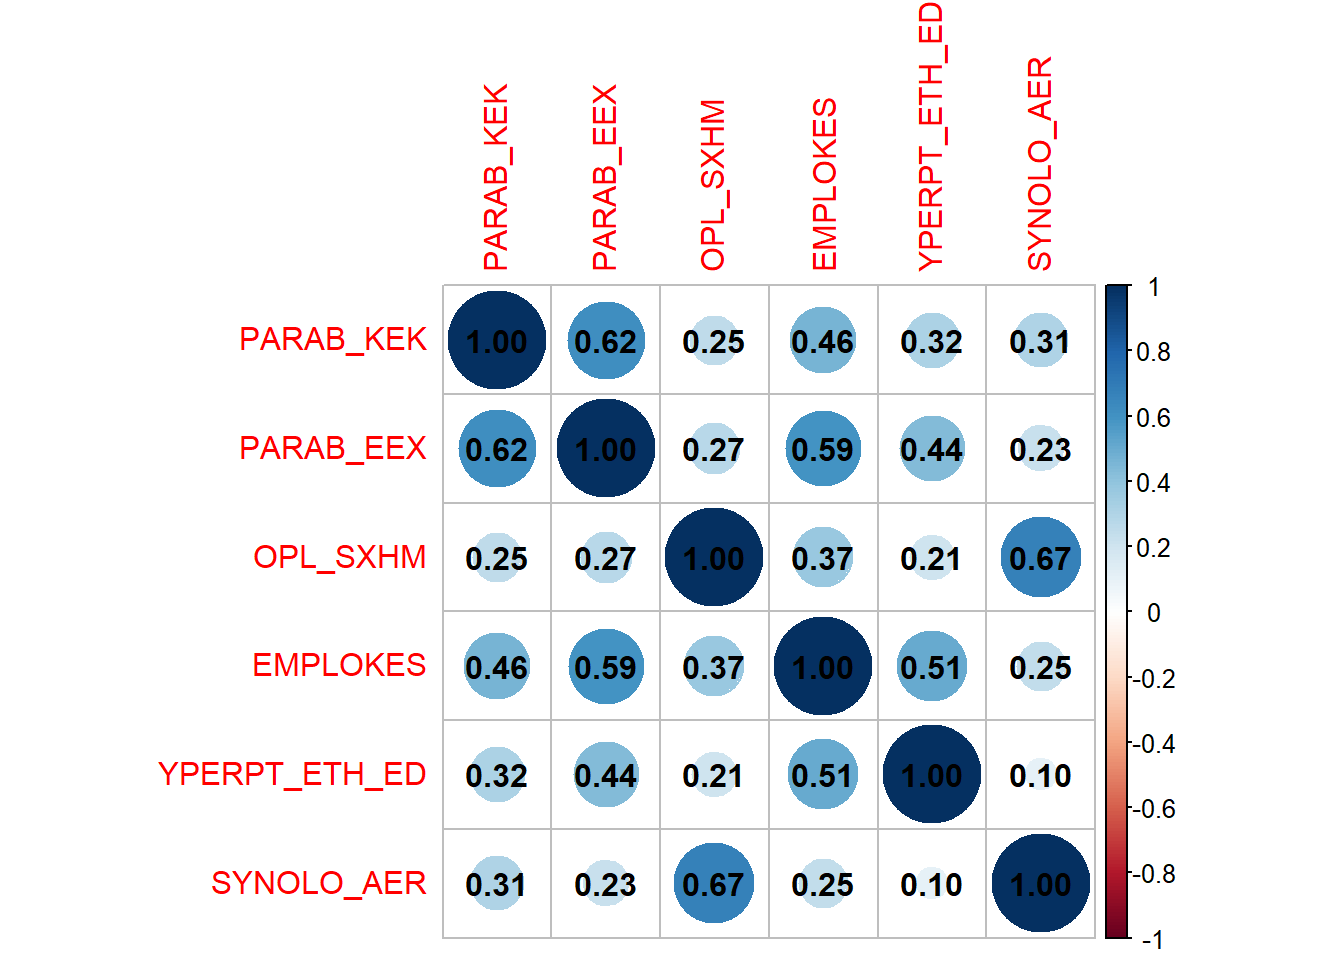 PARAB_KEK
PARAB_EEX
OPL_SXHM
EMPLOKES
YPERPT_ETH_ED
SYNOLO_AER
PARAB_KEK 1.00 0.62 0.25 0.46 0.32 0.31
PARAB_EEX 0.62 1.00 0.27 0.59 0.44 0.23
OPL_SXHM 0.25 0.27 1.00 0.37 0.21 0.67
EMPLOKES 0.46 0.59 0.37 1.00 0.51 0.25
YPERPT_ETH_ED 0.32 0.44 0.21 0.51 1.00 0.10
SYNOLO_AER 0.31 0.23 0.67 0.25 0.10 1.00
1
0.8
0.6
0.4
0.2
0
-0.2
-0.4
-0.6
-0.8
-1